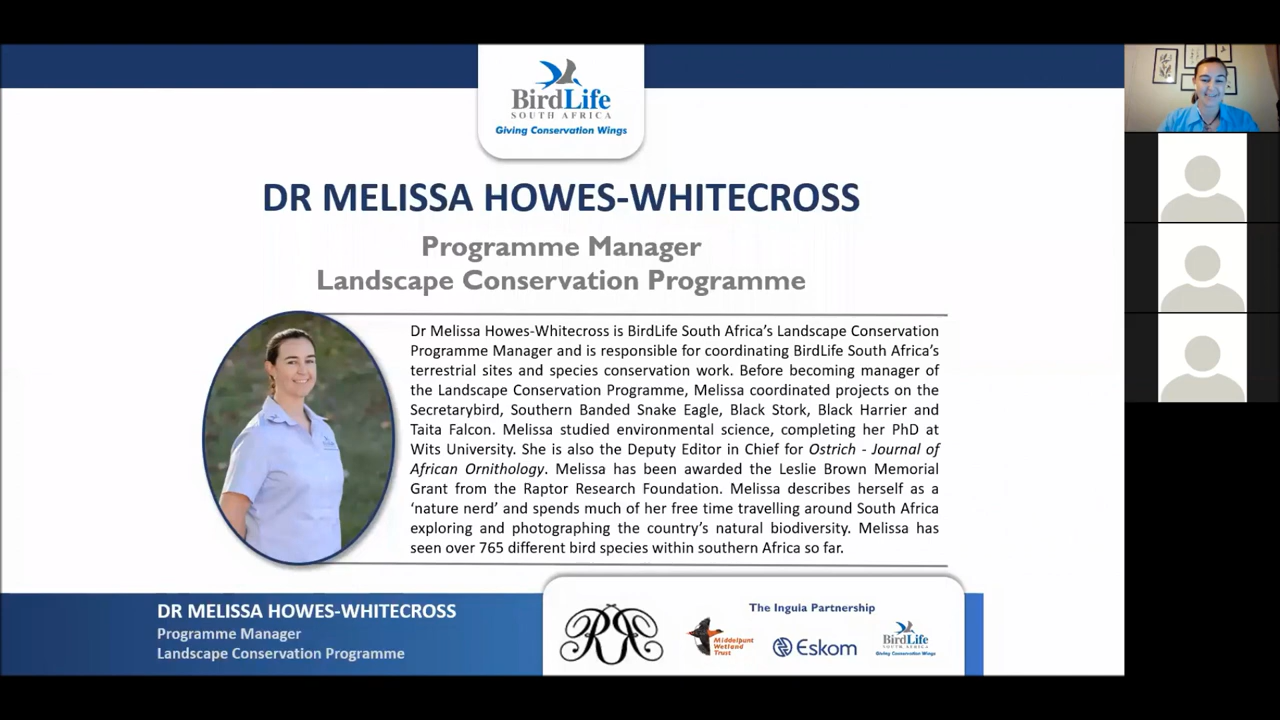 BirdLife
SOUTH AFRICA
Giving Conservation Wings
DR MELISSA HOWES-WHITECROSS
Programme Manager
Landscape Conservation Programme
Dr Melissa Howes-Whitecross is BirdLife South Africa's Landscape Conservation
Programme Manager and is responsible for coordinating BirdLife South Africa's
terrestrial sites and species conservation work. Before becoming manager of
the Landscape Conservation Programme, Melissa coordinated projects on the
Secretarybird, Southern Banded Snake Eagle, Black Stork, Black Harrier and
Taita Falcon. Melissa studied environmental science, completing her PhD at
Wits University. She is also the Deputy Editor in Chief for Ostrich - Journal of
African Ornithology. Melissa has been awarded the Leslie Brown Memorial
Grant from the Raptor Research Foundation. Melissa describes herself as a
'nature nerd' and spends much of her free time travelling around South Africa
exploring and photographing the country's natural biodiversity. Melissa has
seen over 765 different bird species within southern Africa so far.
DR MELISSA HOWES-WHITECROSS
Programme Manager
Landscape Conservation Programme
The Ingula Partnership
Middelpunt
Wetland
Trust
Eskom
BirdLife
SOUTH AFRICA
Giving Conservation Wings